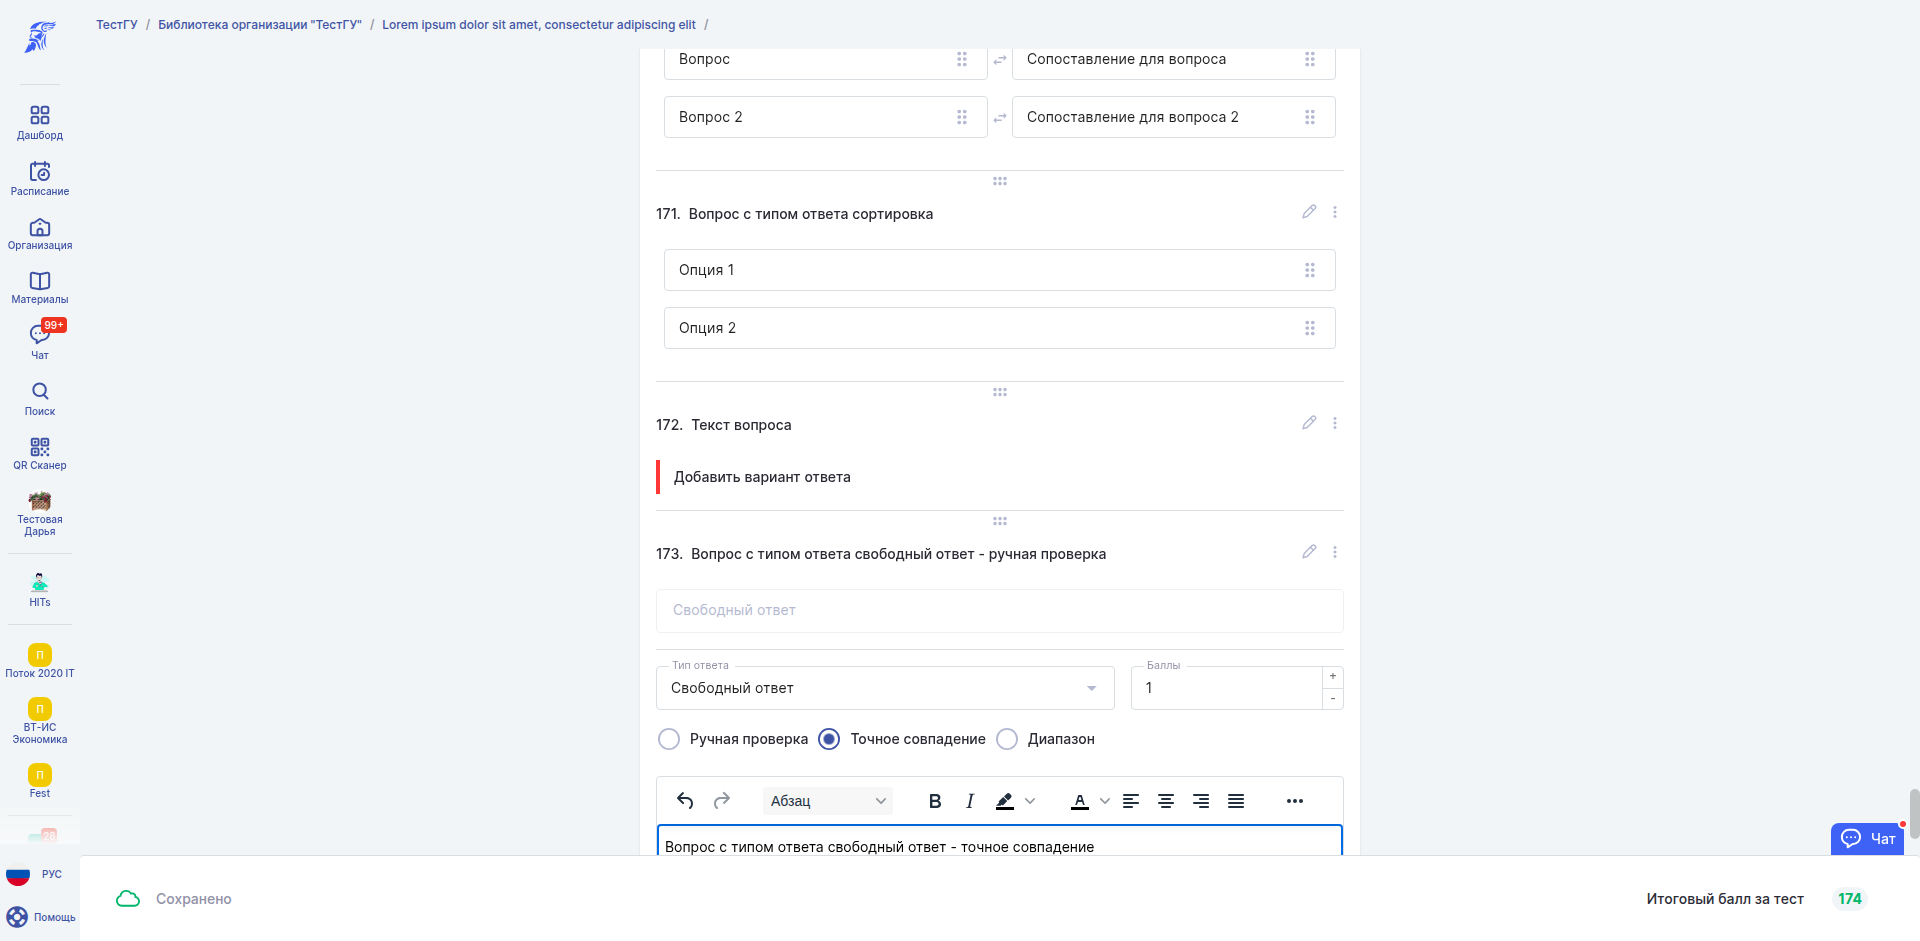 ТестГУ / Библиотека организации "ТестГУ" / Lorem ipsum dolor sit amet, consectetur adipiscing elit /
Дашборд
Расписание
Организация
Материалы
99+
Чат
Поиск
QR Сканер
Тестовая
Дарья
HITs
П
Поток 2020 IT
П
ВТ-ИС
Экономика
П
Fest
28
РУС
Помощь
Вопрос
Сопоставление для вопроса
Вопрос 2
Сопоставление для вопроса 2
171. Вопрос с типом ответа сортировка
Опция 1
Опция 2
172. Текст вопроса
Добавить вариант ответа
173. Вопрос с типом ответа свободный ответ - ручная проверка
Свободный ответ
Тип ответа
Свободный ответ
Баллы
1
+
-
Ручная проверка Точное совпадение Диапазон
Абзац B I A
Вопрос с типом ответа свободный ответ - точное совпадение
Чат
Сохранено
Итоговый балл за тест 174